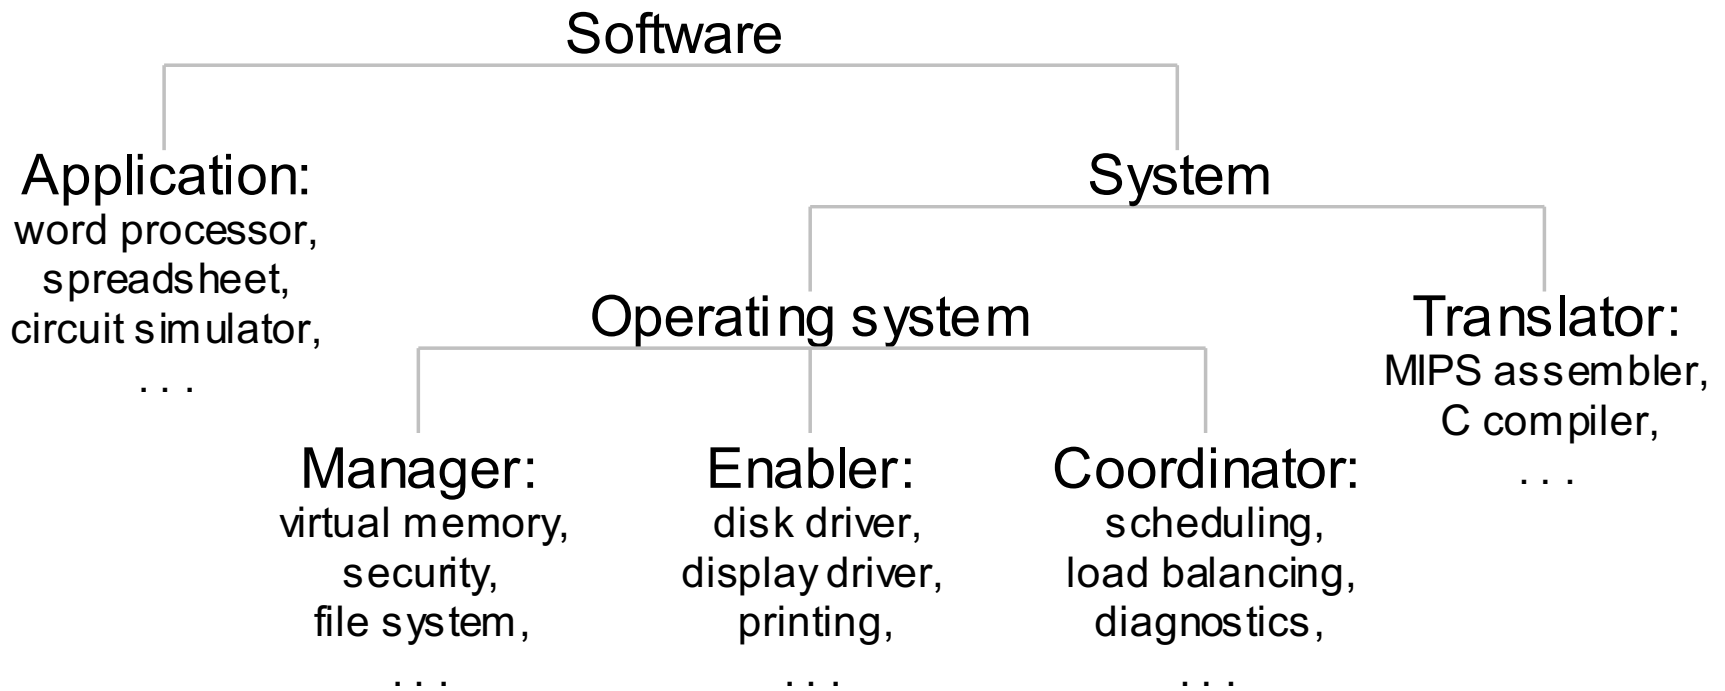 Software
Application:
word processor,
spreadsheet,
circuit simulator,
. . .
System
Operating system
Manager:
virtual memory,
security,
file system,
. . .
Enabler:
disk driver,
display driver,
printing,
. . .
Coordinator:
scheduling,
load balancing,
diagnostics,
. . .
Translator:
MIPS assembler,
C compiler,
. . .